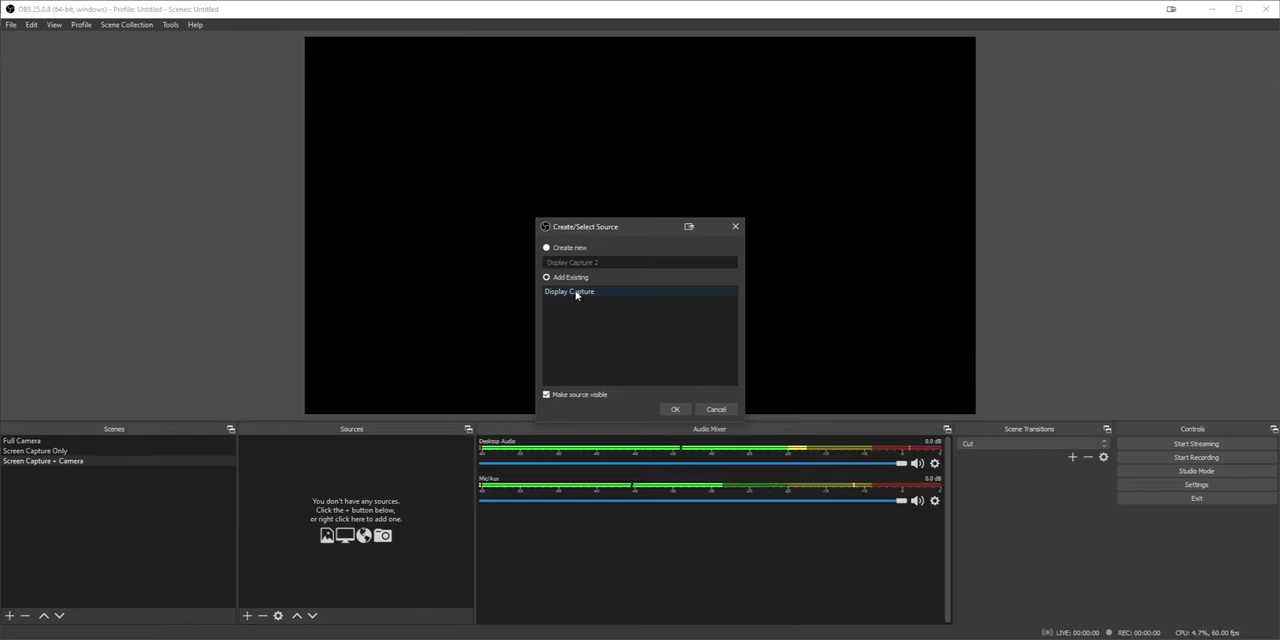 OBS 25.0.8 (64-bit, windows) - Profile: Untitled - Scenes: Untitled
File Edit View Profile Scene Collection Tools Help
Create/Select Source
Create new
Display Capture 2
Add Existing
Display Capture
Make source visible
OK Cancel
Scenes
Full Camera
Screen Capture Only
Screen Capture + Camera
Sources
You don't have any sources.
Click the + button below,
or right click here to add one.
Audio Mixer
Desktop Audio 0.0 dB
Mic/Aux 0.0 dB
Scene Transitions
Cut
Controls
Start Streaming
Start Recording
Studio Mode
Settings
Exit
LIVE: 00:00:00 REC: 00:00:00 CPU: 4.7%, 60.00 fps